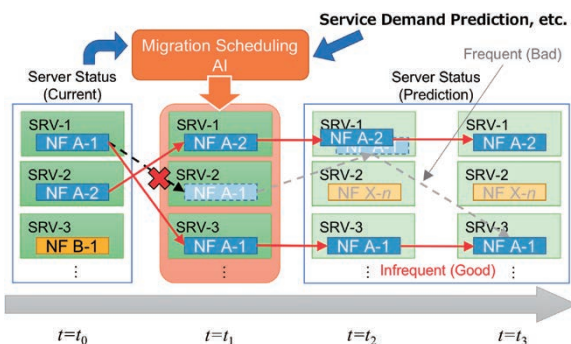 Service Demand Prediction, etc.
Migration Scheduling
AI
Frequent (Bad)
Server Status
(Current)
Server Status
(Prediction)
SRV-1
NF A-1
SRV-2
NF A-2
SRV-3
NF B-1
⋮
SRV-1
NF A-2
SRV-2
NF A-1
SRV-3
NF A-1
⋮
SRV-1
NF A-2
SRV-2
NF X-n
SRV-3
NF A-1
⋮
SRV-1
NF A-2
SRV-2
NF X-n
SRV-3
NF A-1
⋮
Infrequent (Good)
t=t0
t=t1
t=t2
t=t3